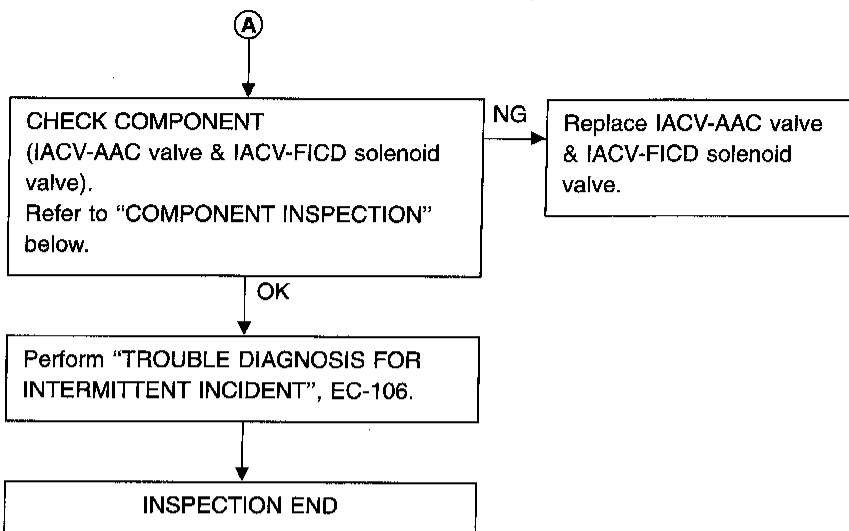 A
CHECK COMPONENT
(IACV-AAC valve & IACV-FICD solenoid
valve).
Refer to “COMPONENT INSPECTION”
below.
NG
Replace IACV-AAC valve
& IACV-FICD solenoid
valve.
OK
Perform “TROUBLE DIAGNOSIS FOR
INTERMITTENT INCIDENT”, EC-106.
INSPECTION END